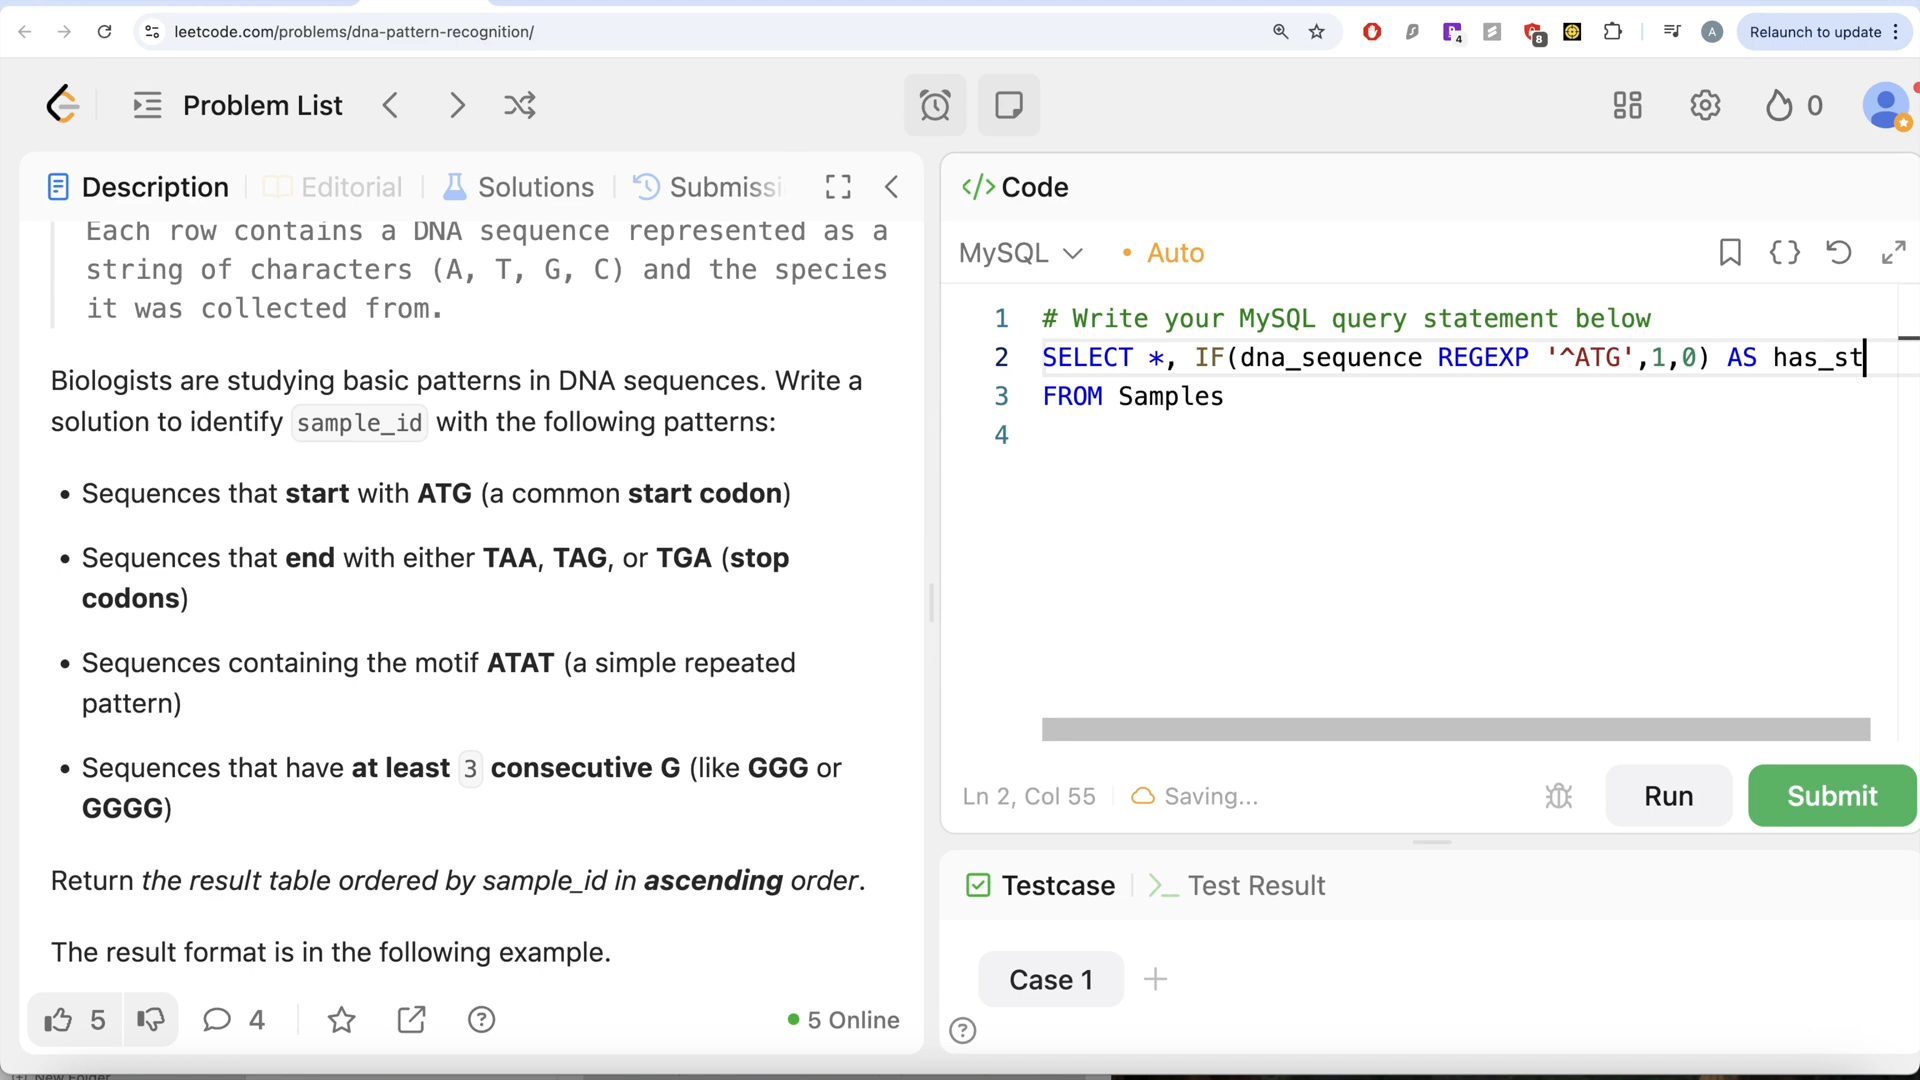 leetcode.com/problems/dna-pattern-recognition/
4
8
A
Relaunch to update
Problem List
0
Description
Editorial
Solutions
Submissi
</> Code
Each row contains a DNA sequence represented as a
string of characters (A, T, G, C) and the species
it was collected from.
Biologists are studying basic patterns in DNA sequences. Write a
solution to identify sample_id with the following patterns:
• Sequences that start with ATG (a common start codon)
• Sequences that end with either TAA, TAG, or TGA (stop
codons)
• Sequences containing the motif ATAT (a simple repeated
pattern)
• Sequences that have at least 3 consecutive G (like GGG or
GGGG)
Return the result table ordered by sample_id in ascending order.
The result format is in the following example.
5
4
5 Online
MySQL
• Auto
1 # Write your MySQL query statement below
2 SELECT *, IF(dna_sequence REGEXP '^ATG',1,0) AS has_st
3 FROM Samples
4
Ln 2, Col 55
Saving...
Run
Submit
Testcase
>_ Test Result
Case 1
+
New Folder